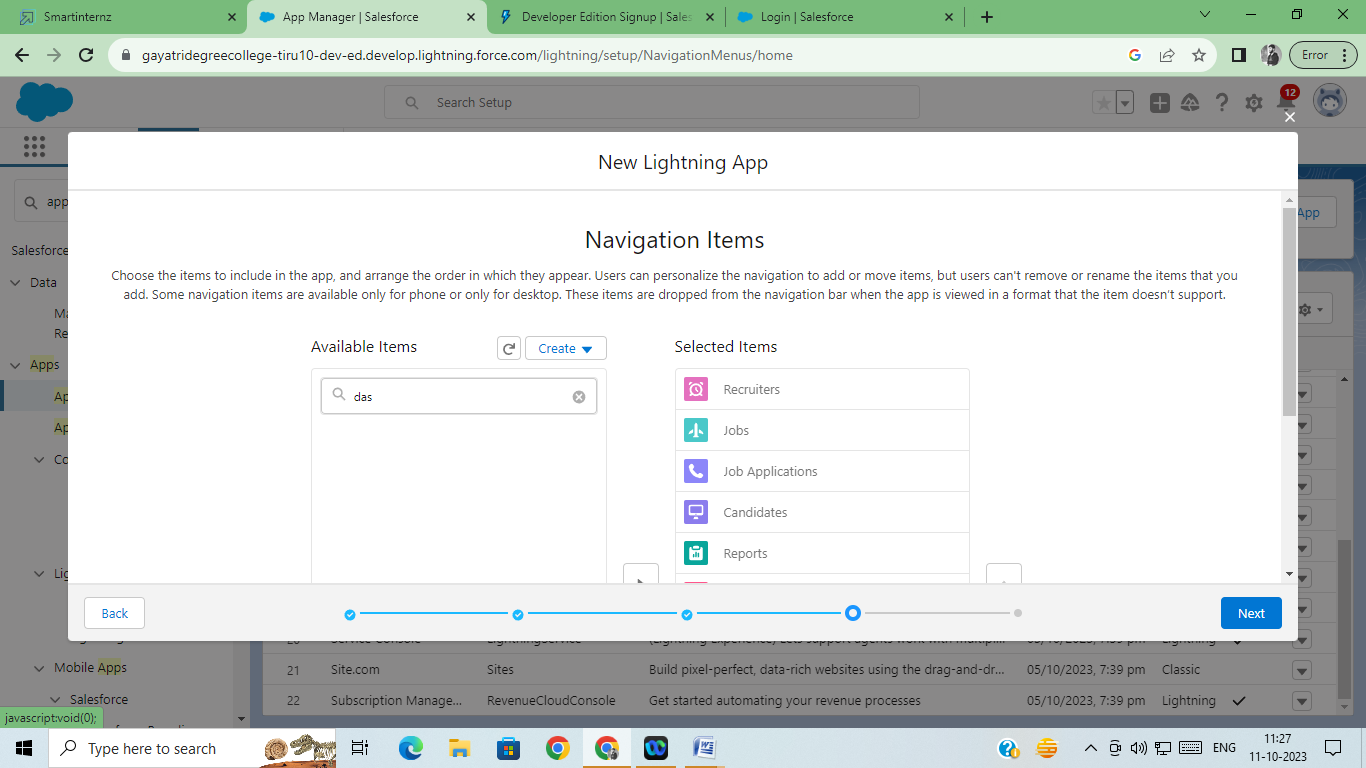 Smartinternz
App Manager | Salesforce
Developer Edition Signup | Sales
Login | Salesforce
gayatridegreecollege-tiru10-dev-ed.develop.lightning.force.com/lightning/setup/NavigationMenus/home
Error
Search Setup
12
New Lightning App
app
App
Salesforce
Data
Apps
Mobile Apps
Salesforce
Navigation Items
Choose the items to include in the app, and arrange the order in which they appear. Users can personalize the navigation to add or move items, but users can't remove or rename the items that you
add. Some navigation items are available only for phone or only for desktop. These items are dropped from the navigation bar when the app is viewed in a format that the item doesn't support.
Available Items
Create
Selected Items
das
Recruiters
Jobs
Job Applications
Candidates
Reports
Back
Next
21 Site.com Sites Build pixel-perfect, data-rich websites using the drag-and-dr... 05/10/2023, 7:39 pm Classic
22 Subscription Manage... RevenueCloudConsole Get started automating your revenue processes 05/10/2023, 7:39 pm Lightning
javascript:void(0);
Type here to search
ENG
11:27
11-10-2023